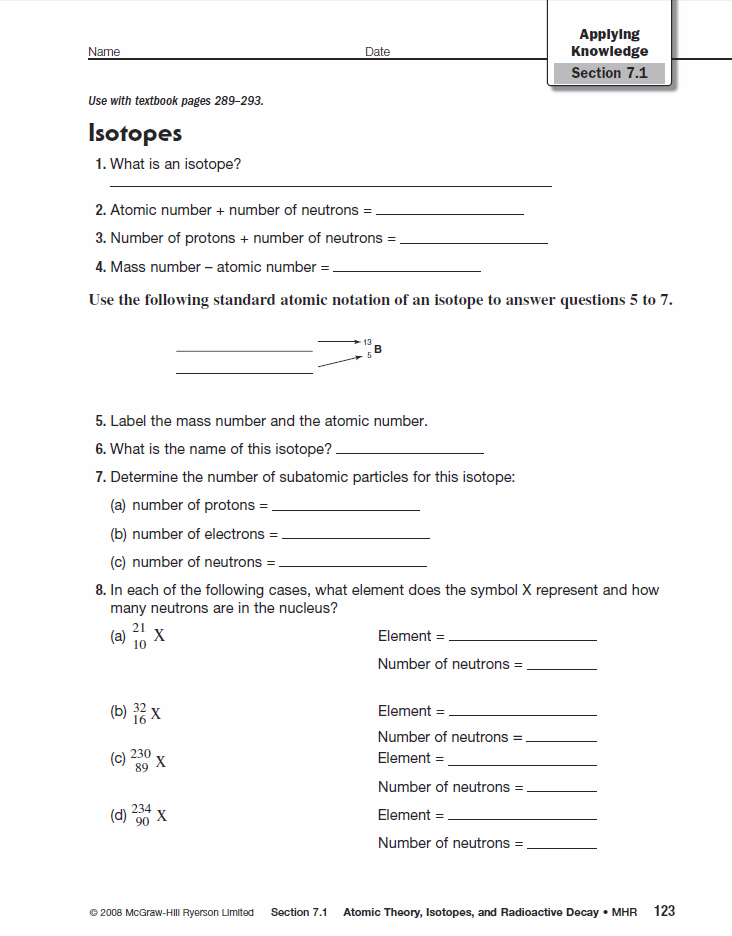 Applying
Knowledge
Name Date
Section 7.1
Use with textbook pages 289–293.
Isotopes
1. What is an isotope?
2. Atomic number + number of neutrons =
3. Number of protons + number of neutrons =
4. Mass number – atomic number =
Use the following standard atomic notation of an isotope to answer questions 5 to 7.
13
5 B
5. Label the mass number and the atomic number.
6. What is the name of this isotope?
7. Determine the number of subatomic particles for this isotope:
(a) number of protons =
(b) number of electrons =
(c) number of neutrons =
8. In each of the following cases, what element does the symbol X represent and how
many neutrons are in the nucleus?
(a) 21 10 X Element =
Number of neutrons =
(b) 32 16 X Element =
Number of neutrons =
(c) 230 89 X Element =
Number of neutrons =
(d) 234 90 X Element =
Number of neutrons =
© 2008 McGraw-Hill Ryerson Limited Section 7.1 Atomic Theory, Isotopes, and Radioactive Decay • MHR 123